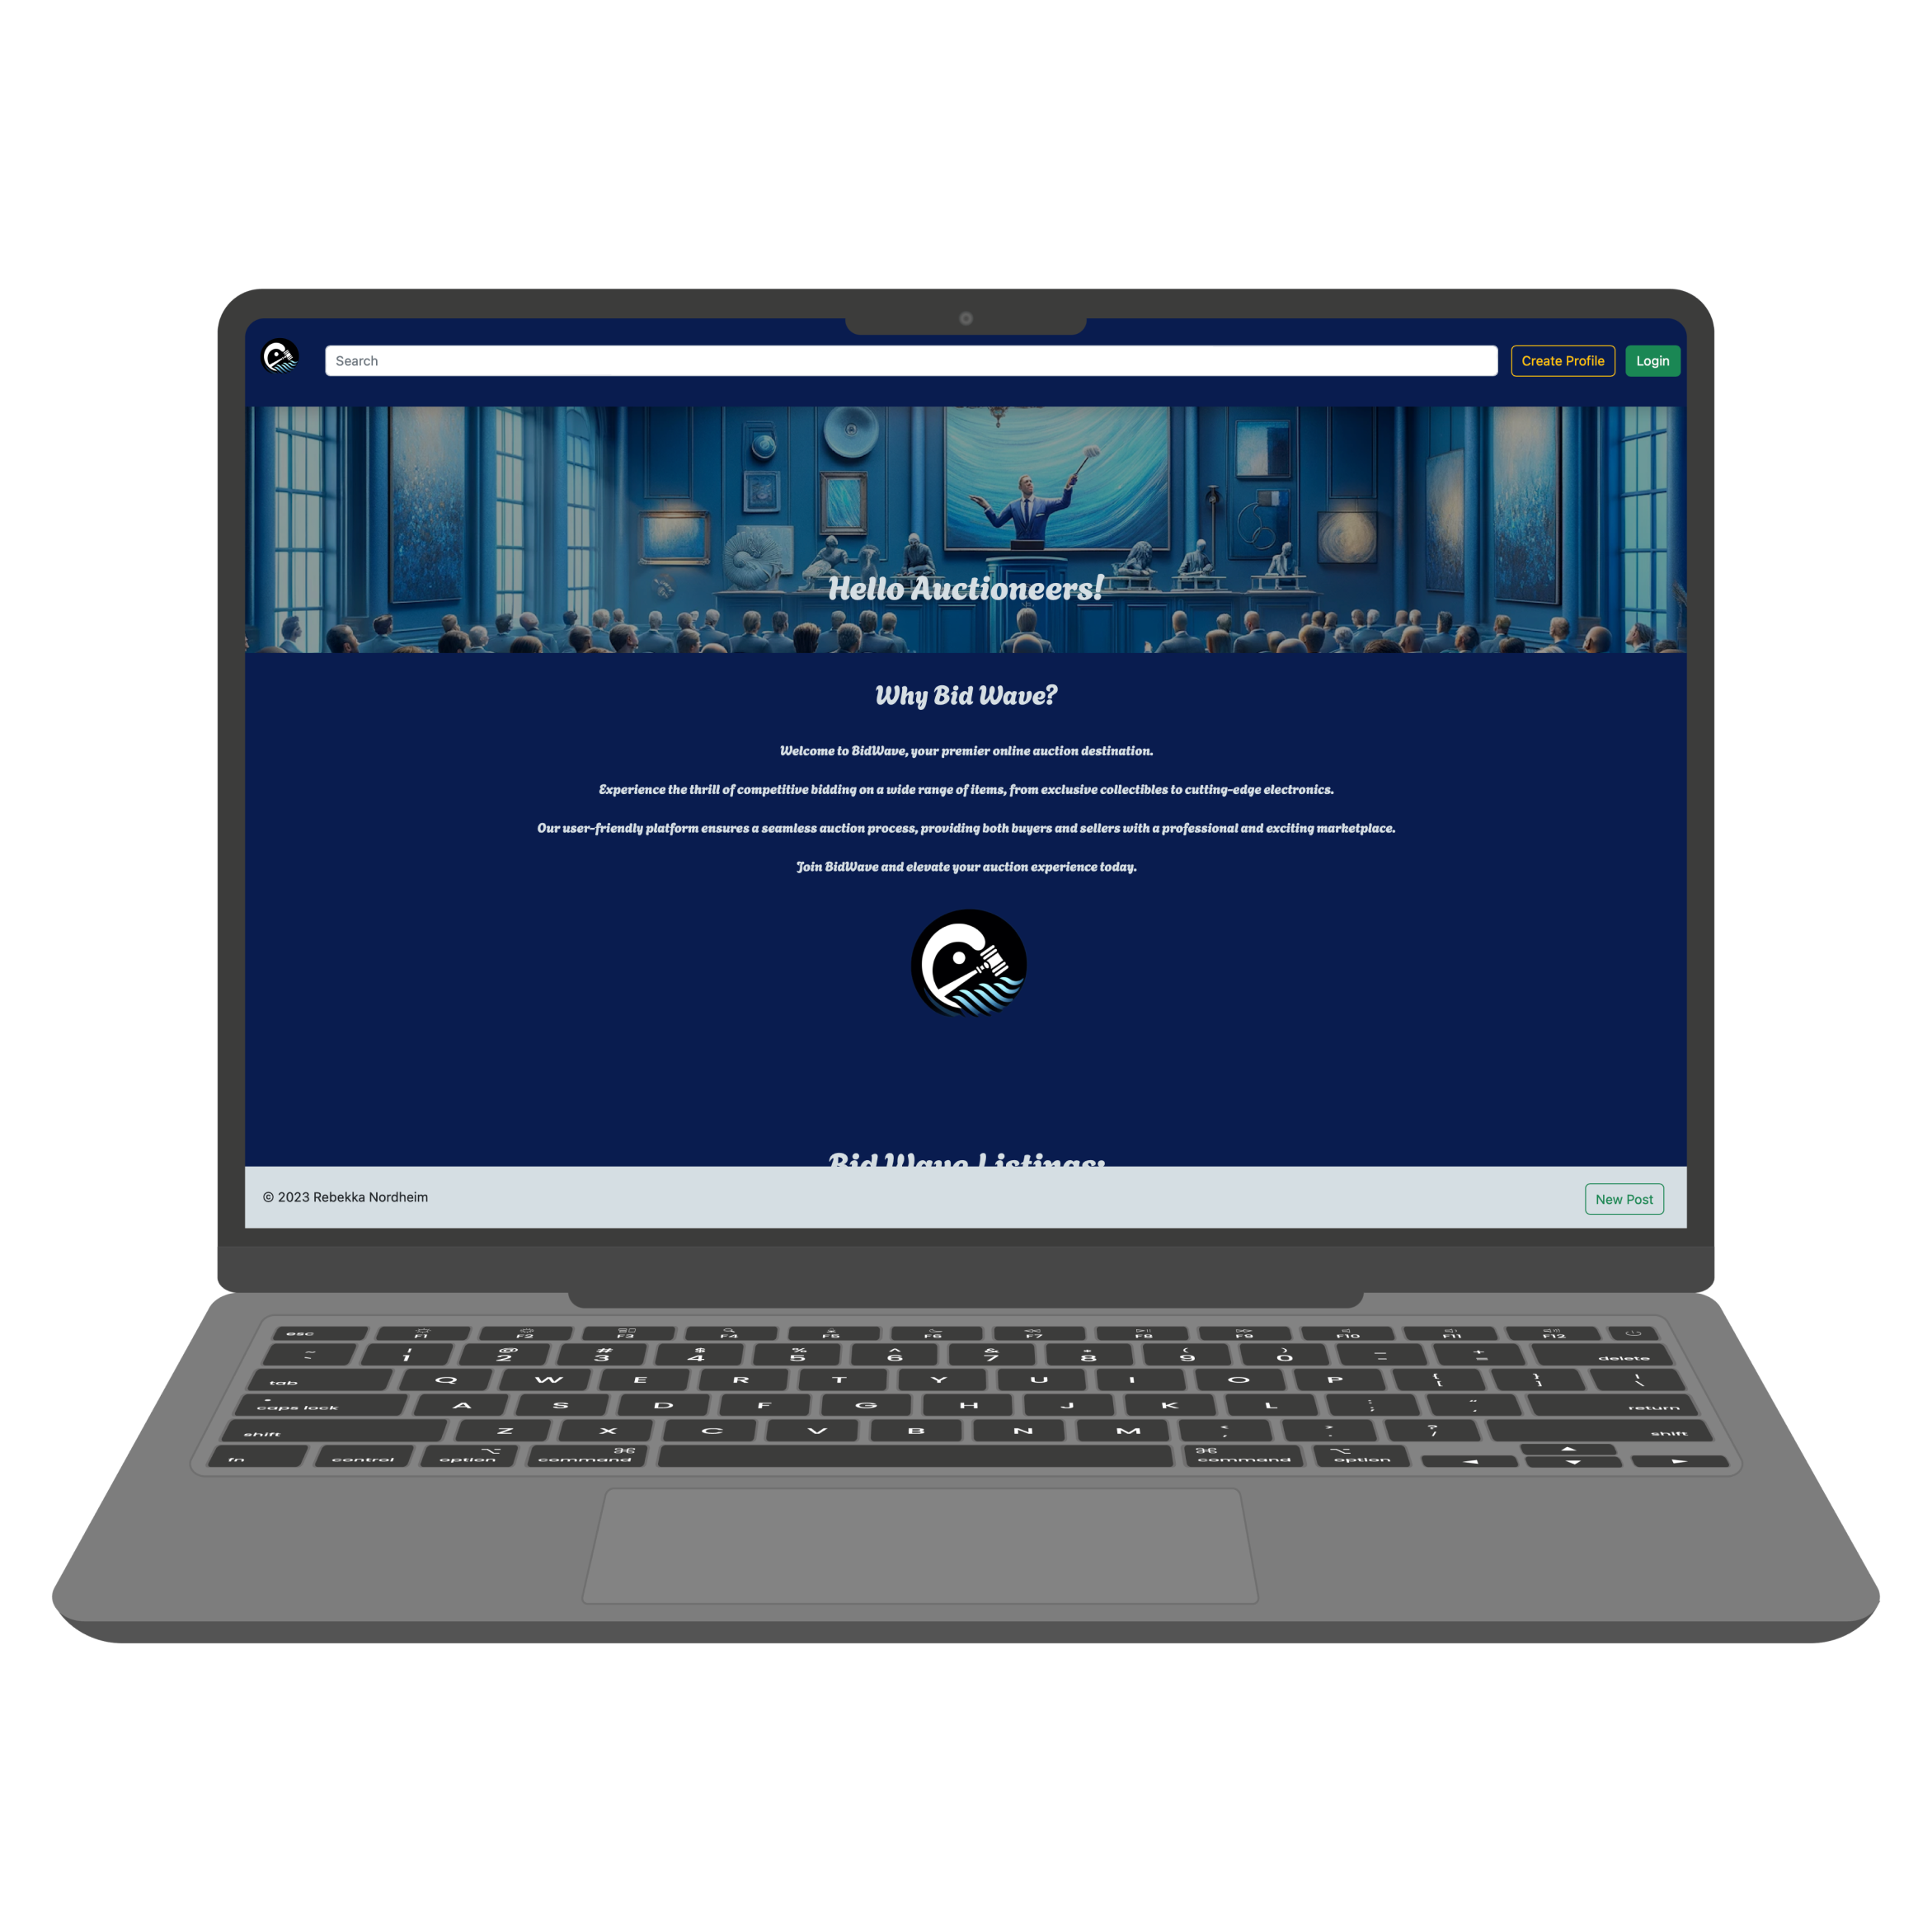 Search
Create Profile
Login
Hello Auctioneers!
Why Bid Wave?
Welcome to BidWave, your premier online auction destination.
Experience the thrill of competitive bidding on a wide range of items, from exclusive collectibles to cutting-edge electronics.
Our user-friendly platform ensures a seamless auction process, providing both buyers and sellers with a professional and exciting marketplace.
Join BidWave and elevate your auction experience today.
Bid Wave Listings:
© 2023 Rebekka Nordheim
New Post
esc F1 F2 F3 F4 F5 F6 F7 F8 F9 F10 F11 F12
~ ! @ # $ % ^ & * ( ) _ +
` 1 2 3 4 5 6 7 8 9 0 - = delete
tab Q W E R T Y U I O P { [ } ] | \
caps lock A S D F G H J K L : ; " ' return
shift Z X C V B N M < , > . ? / shift
fn control option command command option